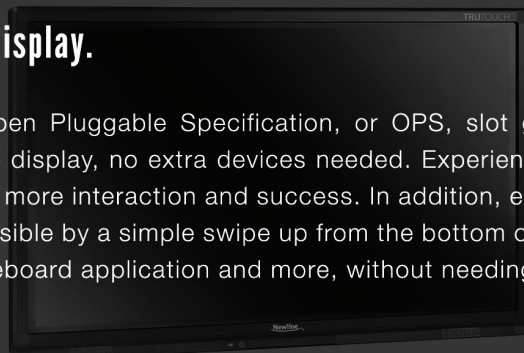 TRUTOUCH
isplay.
pen Pluggable Specification, or OPS, slot
display, no extra devices needed. Experien
more interaction and success. In addition, e
sible by a simple swipe up from the bottom o
eboard application and more, without needing
Newline